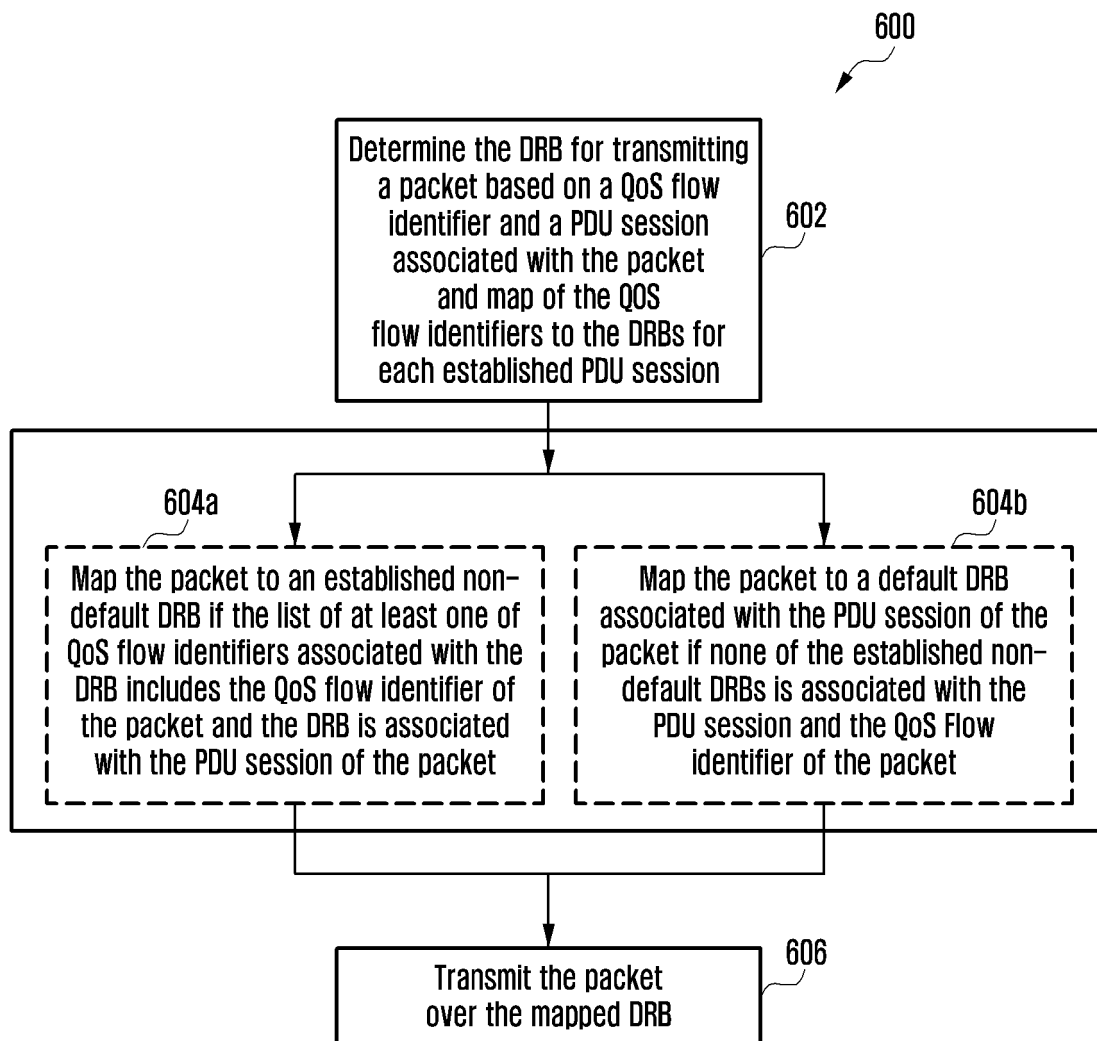 600
Determine the DRB for transmitting
a packet based on a QoS flow
identifier and a PDU session
associated with the packet
and map of the QOS
flow identifiers to the DRBs for
each established PDU session
602
604a
604b
Map the packet to an established non-
default DRB if the list of at least one of
QoS flow identifiers associated with the
DRB includes the QoS flow identifier of
the packet and the DRB is associated
with the PDU session of the packet
Map the packet to a default DRB
associated with the PDU session of the
packet if none of the established non-
default DRBs is associated with the
PDU session and the QoS Flow
identifier of the packet
Transmit the packet
over the mapped DRB
606